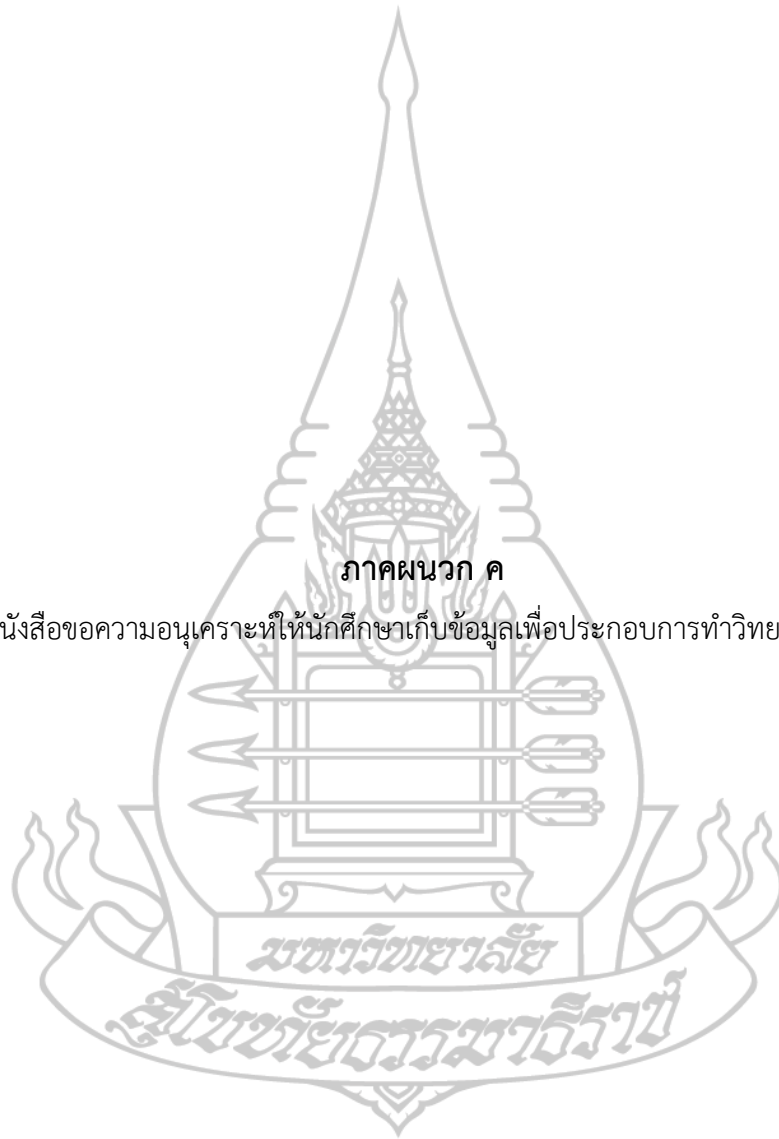 ภาคผนวก ค
นังสือขอความอนุเคราะห์ให้นักศึกษาเก็บข้อมูลเพื่อประกอบการทำวิทย
มหาวิทยาลัย
สุโขทัยธรรมาธิราช